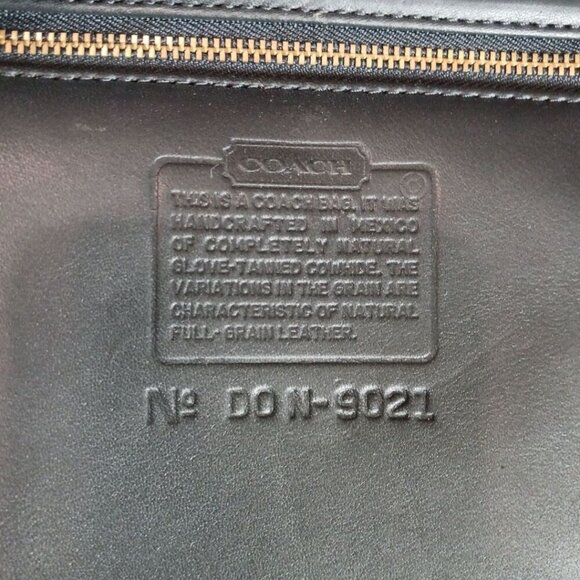 COACH
THIS IS A COACH BAG. IT WAS
HANDCRAFTED IN MEXICO
OF COMPLETELY NATURAL
GLOVE-TANNED COWHIDE. THE
VARIATIONS IN THE GRAIN ARE
CHARACTERISTIC OF NATURAL
FULL-GRAIN LEATHER.
Nº DON-9021